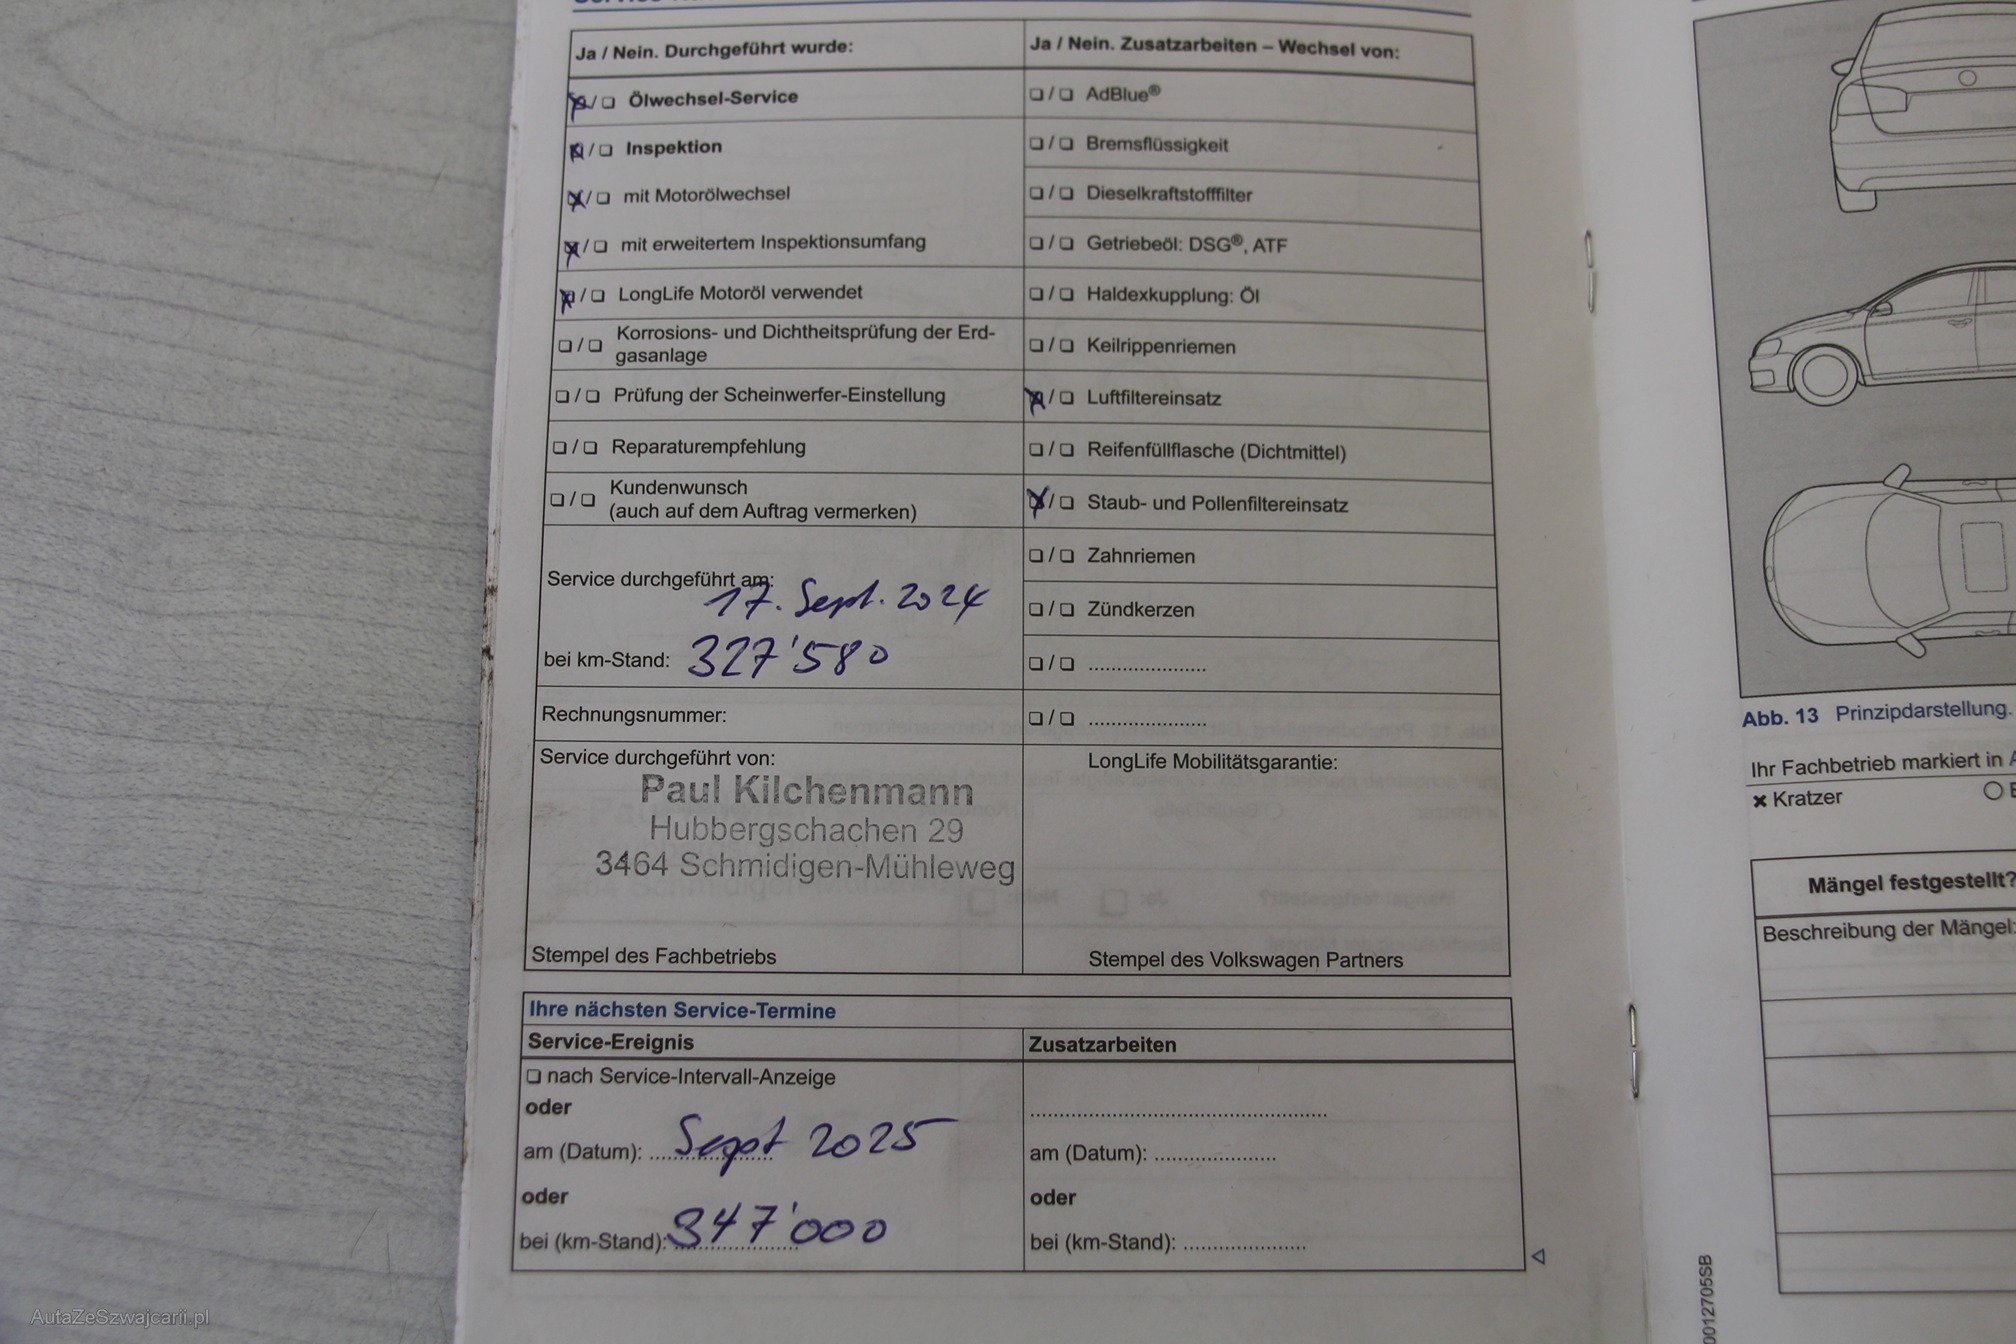 Ja / Nein. Durchgeführt wurde:
Ja / Nein. Zusatzarbeiten – Wechsel von:
☒/❏ Ölwechsel-Service
☒/❏ Inspektion
☒/❏ mit Motorölwechsel
☒/❏ mit erweitertem Inspektionsumfang
☒/❏ LongLife Motoröl verwendet
❏/❏ Korrosions- und Dichtheitsprüfung der Erd-
gasanlage
❏/❏ Prüfung der Scheinwerfer-Einstellung
❏/❏ Reparaturempfehlung
❏/❏ Kundenwunsch
(auch auf dem Auftrag vermerken)
Service durchgeführt am:
17. Sept. 2024
bei km-Stand: 327'580
Rechnungsnummer:
Service durchgeführt von:
Paul Kilchenmann
Hubbergschachen 29
3464 Schmidigen-Mühleweg
Stempel des Fachbetriebs
❏/❏ AdBlue®
❏/❏ Bremsflüssigkeit
❏/❏ Dieselkraftstofffilter
❏/❏ Getriebeöl: DSG®, ATF
❏/❏ Haldexkupplung: Öl
❏/❏ Keilrippenriemen
☒/❏ Luftfiltereinsatz
❏/❏ Reifenfüllflasche (Dichtmittel)
☒/❏ Staub- und Pollenfiltereinsatz
❏/❏ Zahnriemen
❏/❏ Zündkerzen
❏/❏ .....................
❏/❏ .....................
LongLife Mobilitätsgarantie:
Stempel des Volkswagen Partners
Ihre nächsten Service-Termine
Service-Ereignis
❏ nach Service-Intervall-Anzeige
oder
am (Datum): Sept 2025
oder
bei (km-Stand): 347'000
Zusatzarbeiten
.....................................................
am (Datum): .....................
oder
bei (km-Stand): .....................
Abb. 13 Prinzipdarstellung.
Ihr Fachbetrieb markiert in
✖ Kratzer
Mängel festgestellt?
Beschreibung der Mängel:
0012705SB
AutaZeSzwajcarii.pl